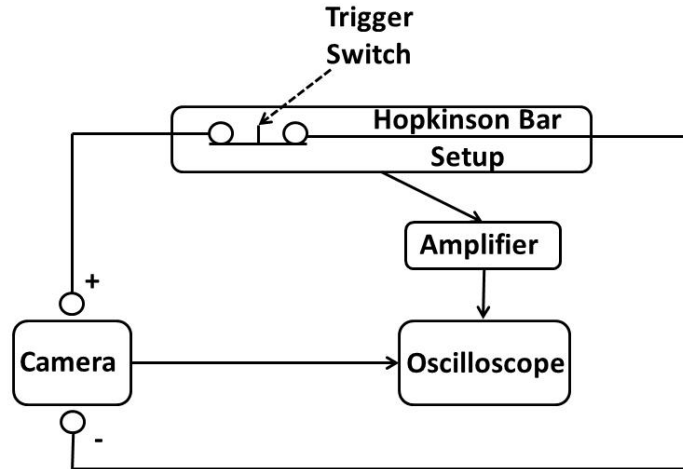 Trigger
Switch
Hopkinson Bar
Setup
Amplifier
+
Camera
Oscilloscope
-